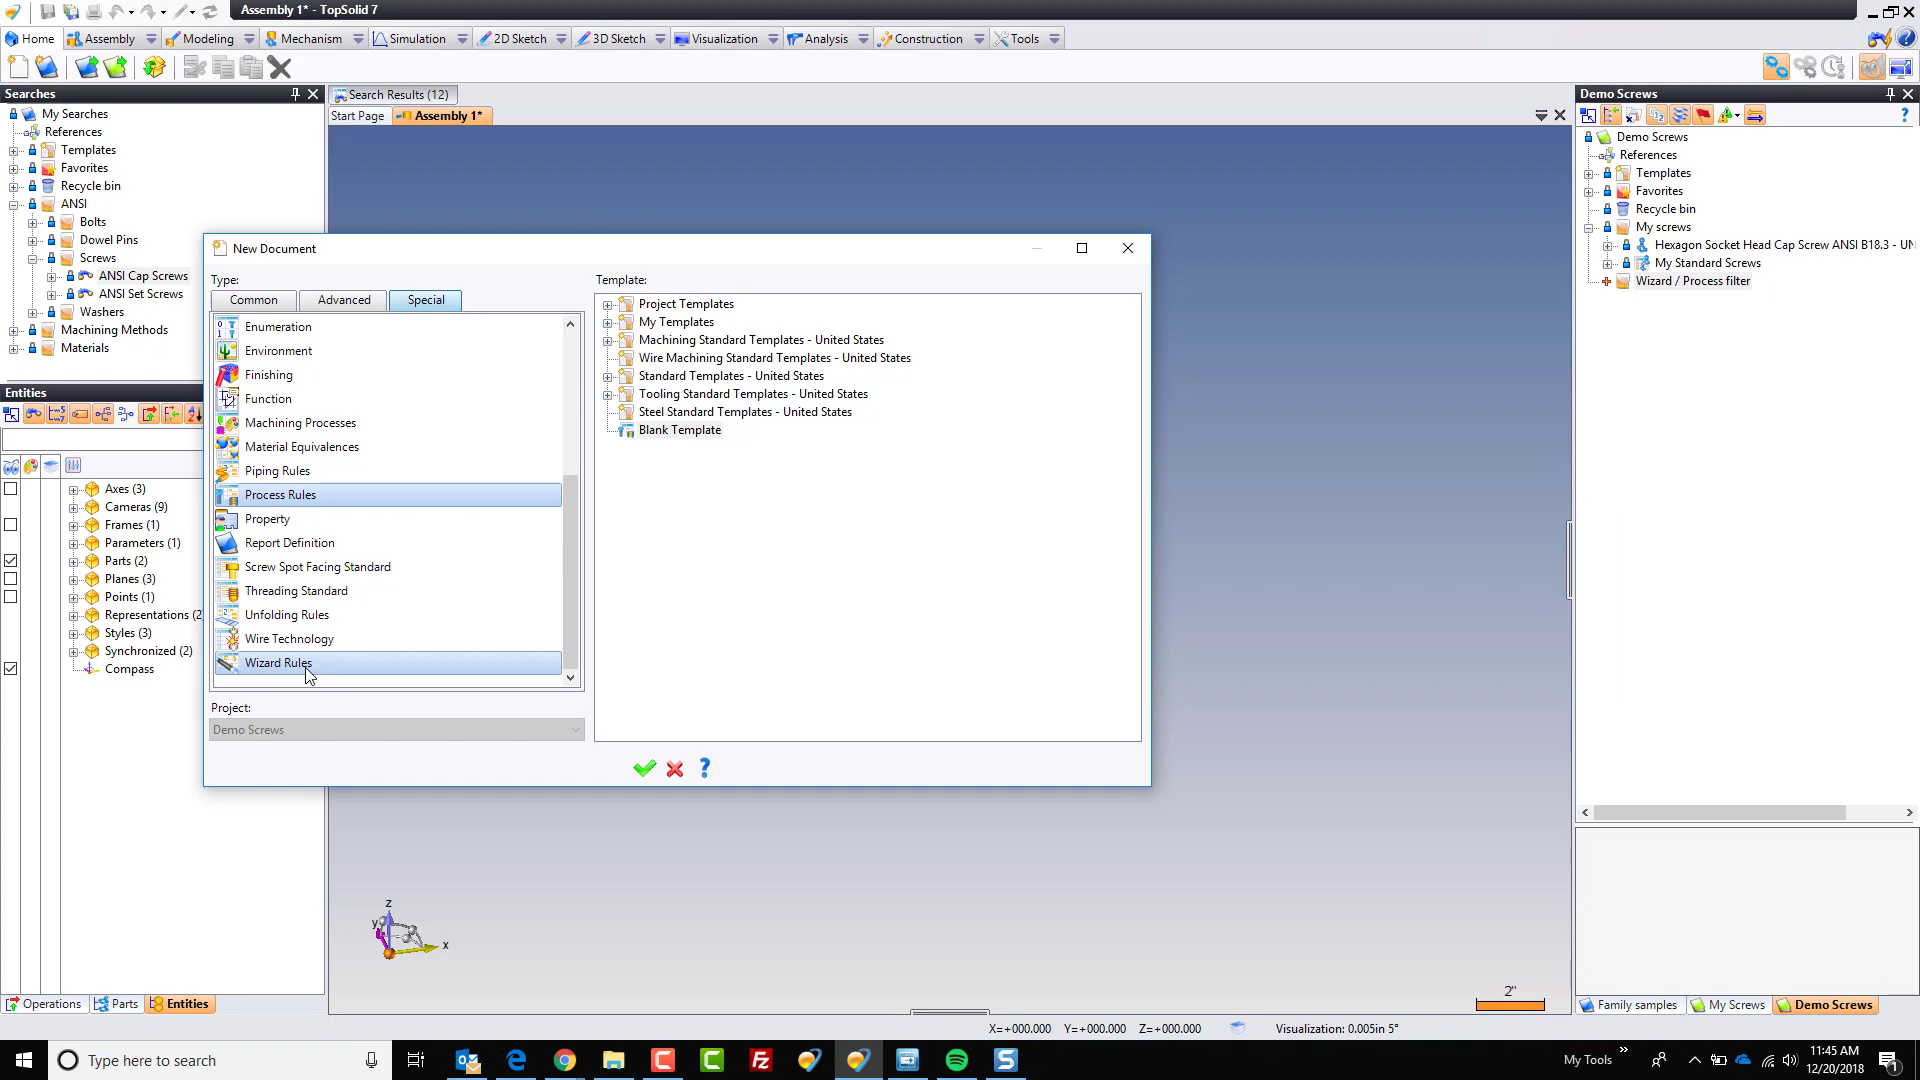 Assembly 1* - TopSolid 7
Home Assembly Modeling Mechanism Simulation 2D Sketch 3D Sketch Visualization Analysis Construction Tools
Searches
My Searches
References
Templates
Favorites
Recycle bin
ANSI
Bolts
Dowel Pins
Screws
ANSI Cap Screws
ANSI Set Screws
Washers
Machining Methods
Materials
Entities
Axes (3)
Cameras (9)
Frames (1)
Parameters (1)
Parts (2)
Planes (3)
Points (1)
Representations (2)
Styles (3)
Synchronized (2)
Compass
Operations Parts Entities
Search Results (12)
Start Page Assembly 1*
New Document
Type:
Common Advanced Special
Enumeration
Environment
Finishing
Function
Machining Processes
Material Equivalences
Piping Rules
Process Rules
Property
Report Definition
Screw Spot Facing Standard
Threading Standard
Unfolding Rules
Wire Technology
Wizard Rules
Project:
Demo Screws
Template:
Project Templates
My Templates
Machining Standard Templates - United States
Wire Machining Standard Templates - United States
Standard Templates - United States
Tooling Standard Templates - United States
Steel Standard Templates - United States
Blank Template
z
y
x
2"
Demo Screws
Demo Screws
References
Templates
Favorites
Recycle bin
My screws
Hexagon Socket Head Cap Screw ANSI B18.3 - UN
My Standard Screws
Wizard / Process filter
Family samples My Screws Demo Screws
X=+000.000 Y=+000.000 Z=+000.000 Visualization: 0.005in 5°
Type here to search
My Tools
11:45 AM
12/20/2018